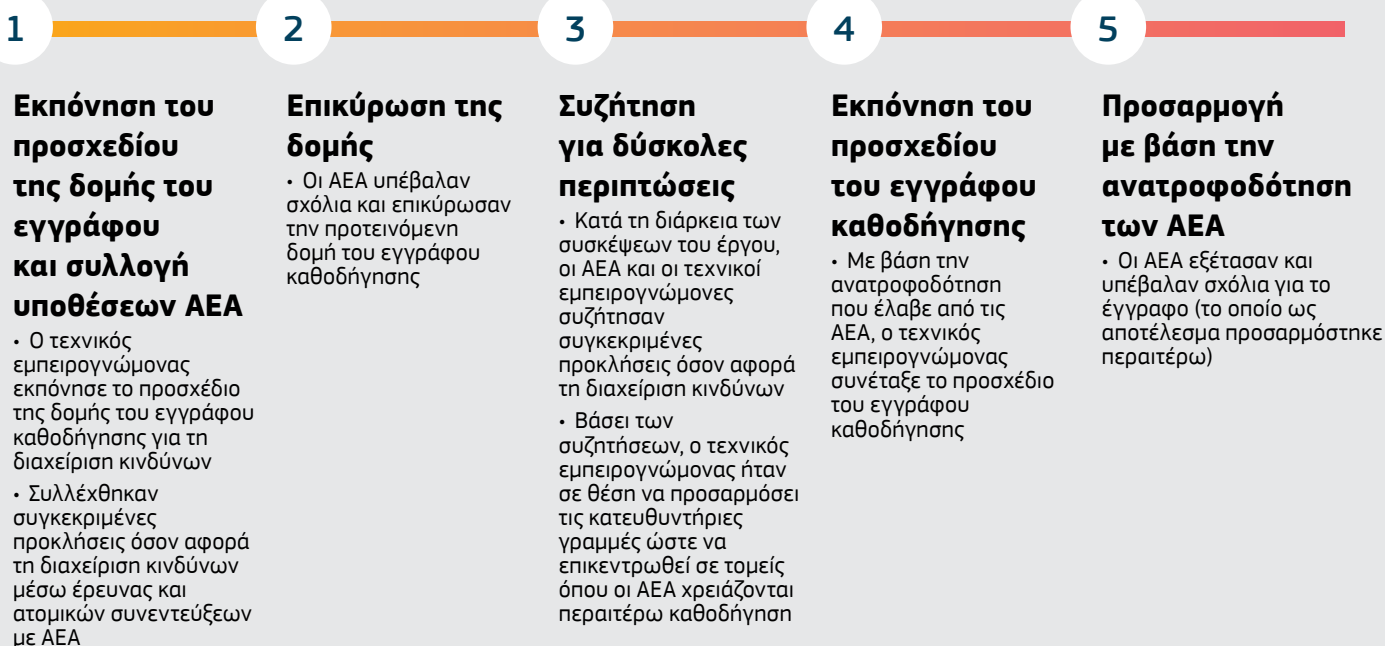 1
Εκπόνηση του
προσχεδίου
της δομής του
εγγράφου
και συλλογή
υποθέσεων ΑΕΑ
• Ο τεχνικός
εμπειρογνώμονας
εκπόνησε το προσχέδιο
της δομής του εγγράφου
καθοδήγησης για τη
διαχείριση κινδύνων
• Συλλέχθηκαν
συγκεκριμένες
προκλήσεις όσον αφορά
τη διαχείριση κινδύνων
μέσω έρευνας και
ατομικών συνεντεύξεων
με ΑΕΑ
2
Επικύρωση της
δομής
• Οι ΑΕΑ υπέβαλαν
σχόλια και επικύρωσαν
την προτεινόμενη
δομή του εγγράφου
καθοδήγησης
3
Συζήτηση
για δύσκολες
περιπτώσεις
• Κατά τη διάρκεια των
συσκέψεων του έργου,
οι ΑΕΑ και οι τεχνικοί
εμπειρογνώμονες
συζήτησαν
συγκεκριμένες
προκλήσεις όσον αφορά
τη διαχείριση κινδύνων
• Βάσει των
συζητήσεων, ο τεχνικός
εμπειρογνώμονας ήταν
σε θέση να προσαρμόσει
τις κατευθυντήριες
γραμμές ώστε να
επικεντρωθεί σε τομείς
όπου οι ΑΕΑ χρειάζονται
περαιτέρω καθοδήγηση
4
Εκπόνηση του
προσχεδίου
του εγγράφου
καθοδήγησης
• Με βάση την
ανατροφοδότηση
που έλαβε από τις
ΑΕΑ, ο τεχνικός
εμπειρογνώμονας
συνέταξε το προσχέδιο
του εγγράφου
καθοδήγησης
5
Προσαρμογή
με βάση την
ανατροφοδότηση
των ΑΕΑ
• Οι ΑΕΑ εξέτασαν και
υπέβαλαν σχόλια για το
έγγραφο (το οποίο ως
αποτέλεσμα προσαρμόστηκε
περαιτέρω)